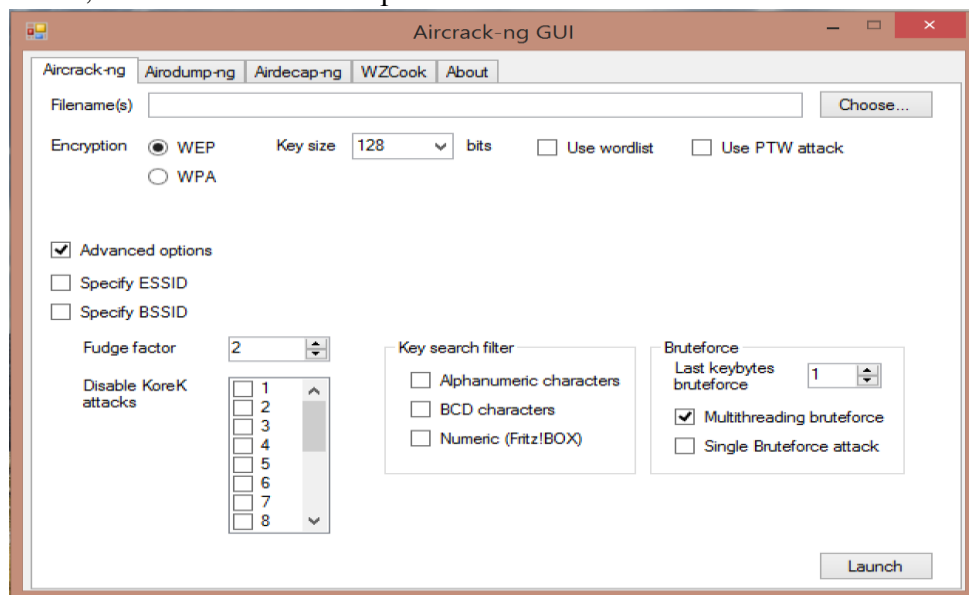 Aircrack-ng GUI
Aircrack-ng Airodump-ng Airdecap-ng WZCook About
Filename(s) Choose...
Encryption WEP Key size 128 bits Use wordlist Use PTW attack
WPA
Advanced options
Specify ESSID
Specify BSSID
Fudge factor 2
Disable KoreK
attacks
1
2
3
4
5
6
7
8
Key search filter
Alphanumeric characters
BCD characters
Numeric (Fritz!BOX)
Bruteforce
Last keybytes
bruteforce 1
Multithreading bruteforce
Single Bruteforce attack
Launch